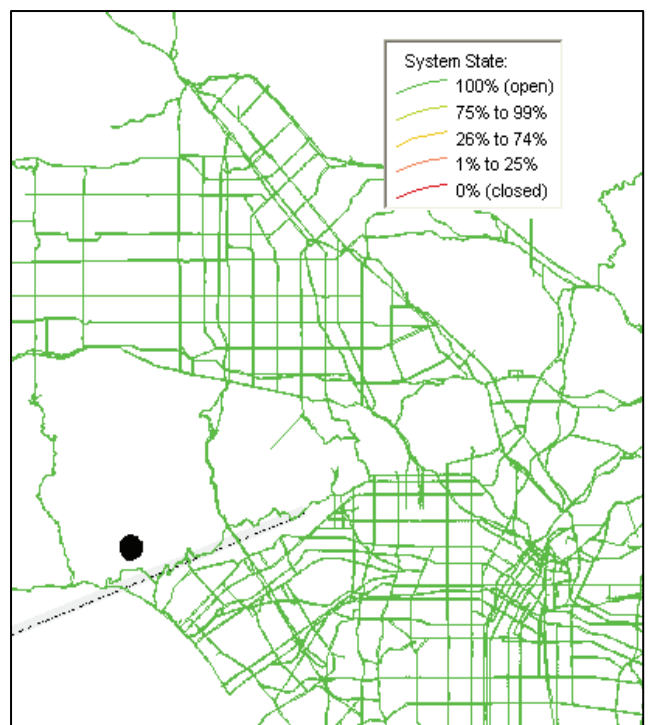 System State:
100% (open)
75% to 99%
26% to 74%
1% to 25%
0% (closed)